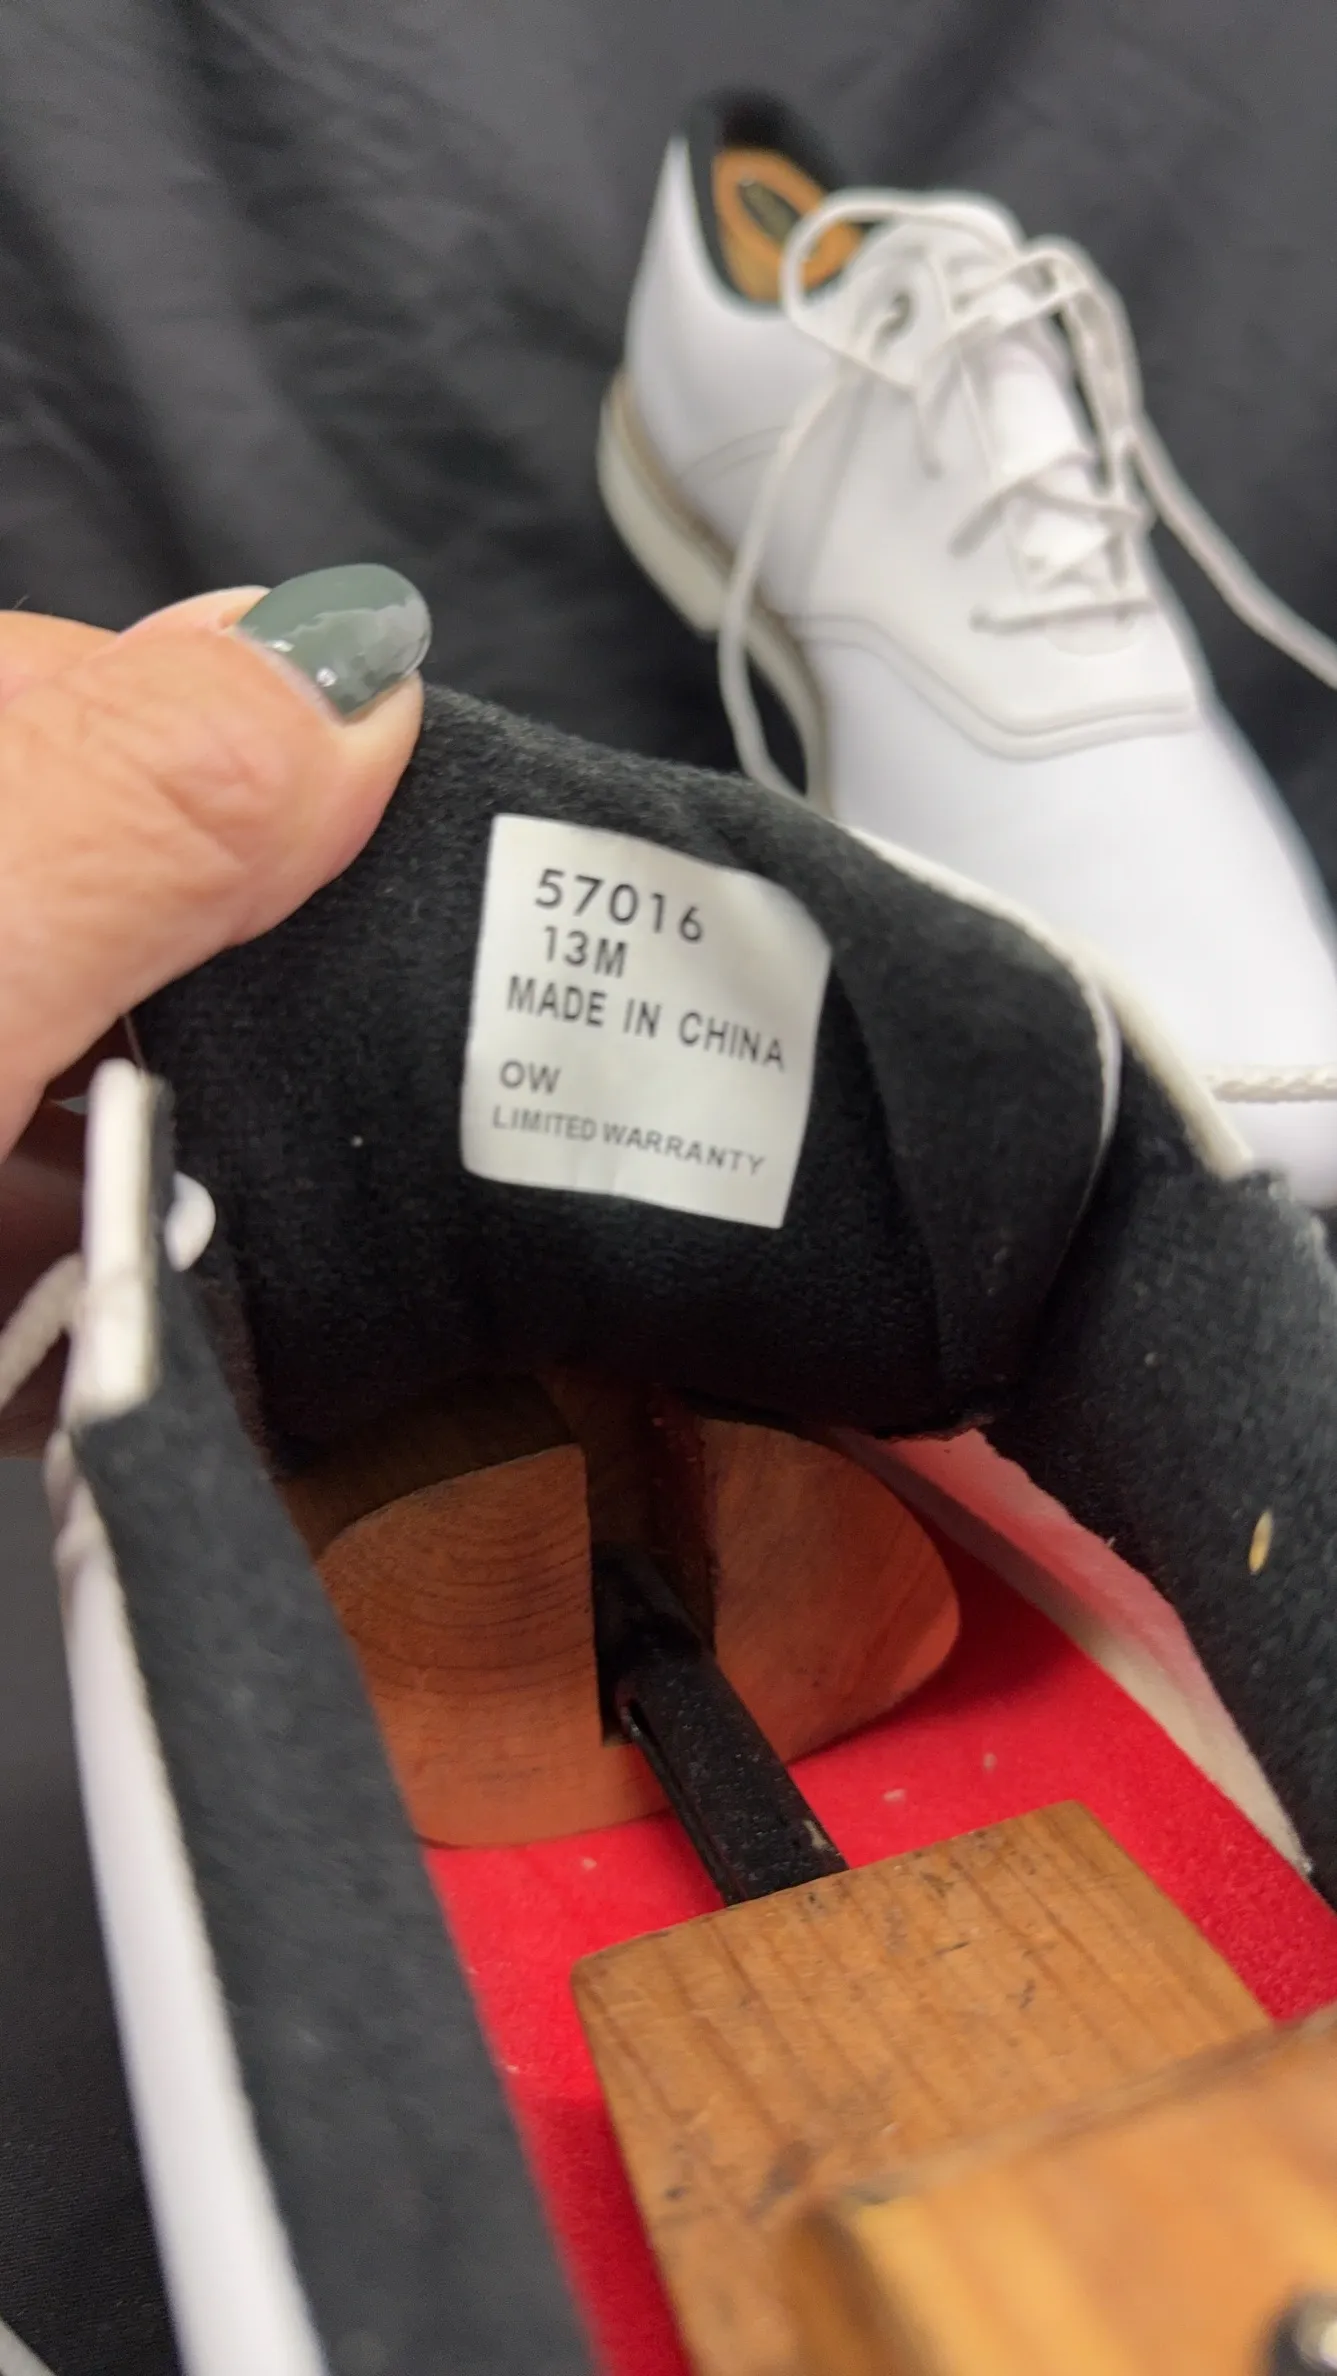 57016
13M
MADE IN CHINA
OW
LIMITED WARRANTY